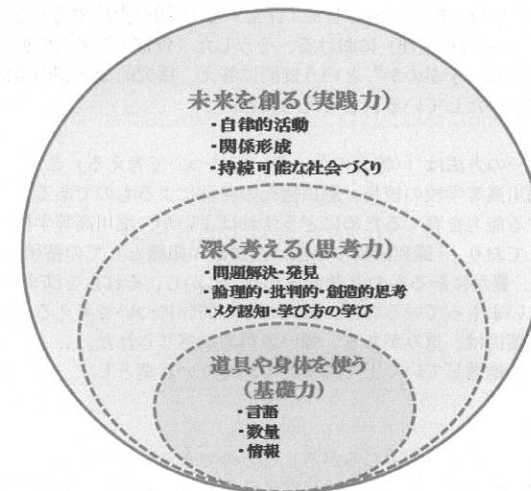 未来を創る(実践力)
・自律的活動
・関係形成
・持続可能な社会づくり
深く考える(思考力)
・問題解決・発見
・論理的・批判的・創造的思考
・メタ認知・学び方の学び
道具や身体を使う
(基礎力)
・言語
・数量
・情報